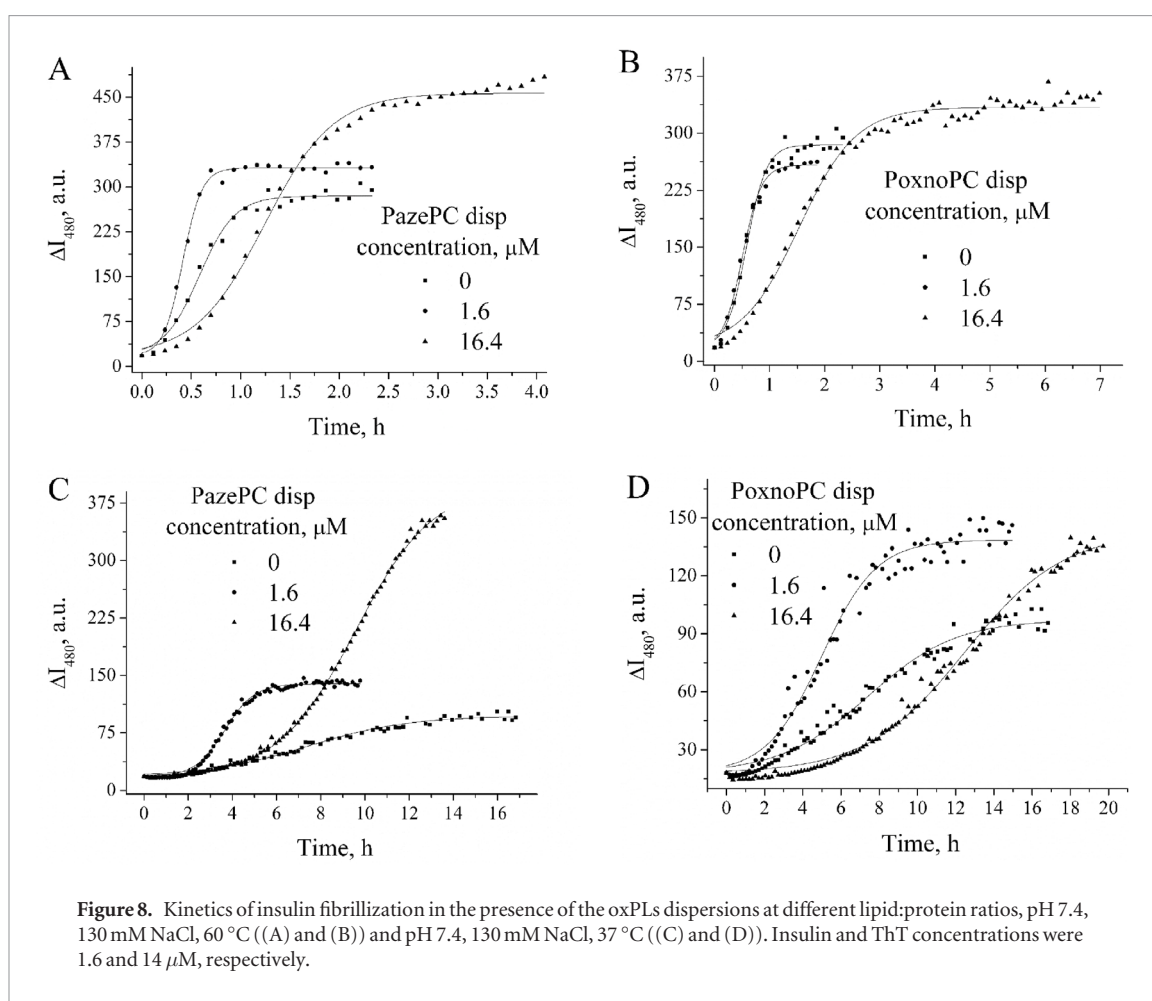 A
ΔI480, a.u.
450
375
300
225
150
75
0
0.0 0.5 1.0 1.5 2.0 2.5 3.0 3.5 4.0
Time, h
PazePC disp
concentration, μM
0
1.6
16.4
B
ΔI480, a.u.
375
300
225
150
75
0
0 1 2 3 4 5 6 7
Time, h
PoxnoPC disp
concentration, μM
0
1.6
16.4
C
ΔI480, a.u.
375
300
225
150
75
0
0 2 4 6 8 10 12 14 16
Time, h
PazePC disp
concentration, μM
0
1.6
16.4
D
ΔI480, a.u.
150
120
90
60
30
0 2 4 6 8 10 12 14 16 18 20
Time, h
PoxnoPC disp
concentration, μM
0
1.6
16.4
Figure 8. Kinetics of insulin fibrillization in the presence of the oxPLs dispersions at different lipid:protein ratios, pH 7.4,
130 mM NaCl, 60 °C ((A) and (B)) and pH 7.4, 130 mM NaCl, 37 °C ((C) and (D)). Insulin and ThT concentrations were
1.6 and 14 μM, respectively.